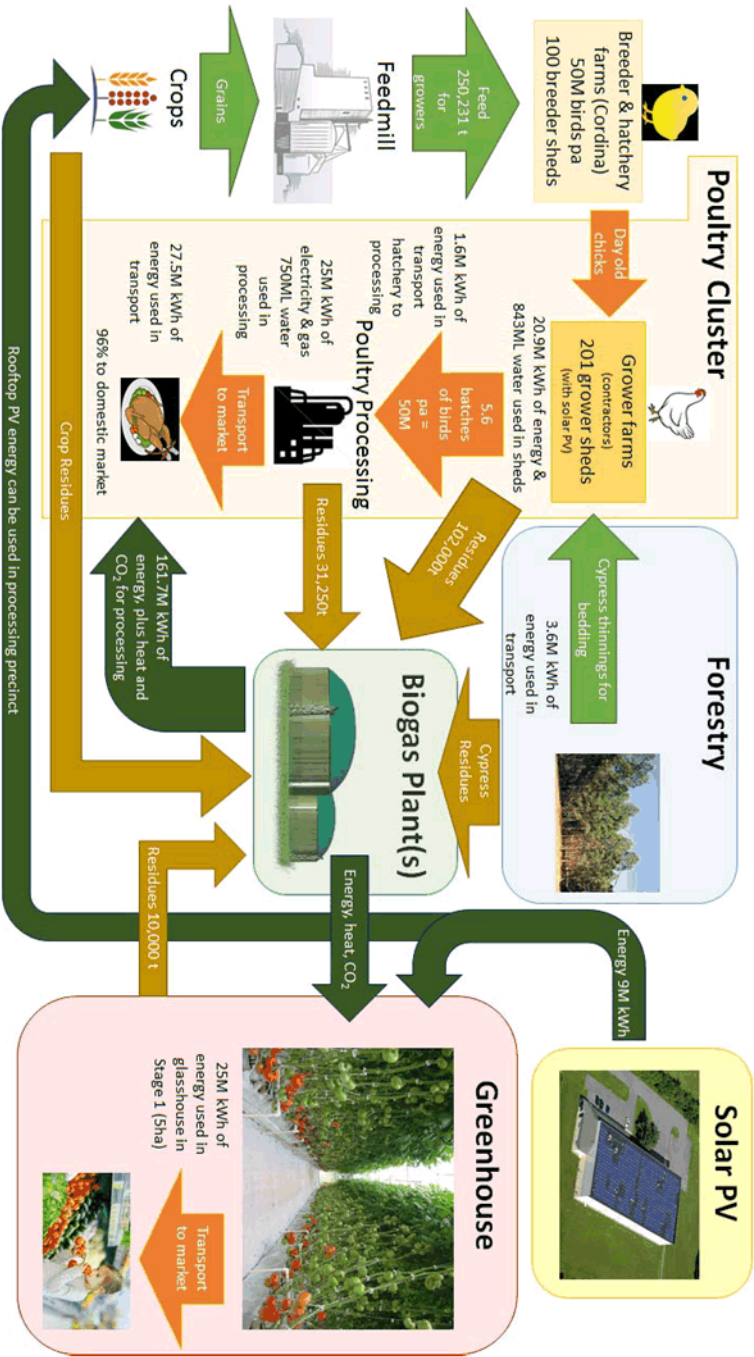 Breeder & hatchery
farms (Cordina)
50M birds pa
100 breeder sheds
Feed
250,231 t
for
growers
Feedmill
Grains
Crops
Poultry Cluster
Day old
chicks
Grower farms
(contractors)
201 grower sheds
(with solar PV)
20.9M kWh of energy &
843ML water used in sheds
1.6M kWh of
energy used in
transport
hatchery to
processing
5.6
batches
of birds
pa =
50M
Poultry Processing
25M kWh of
electricity & gas
750ML water
used in
processing
Transport
to market
27.5M kWh of
energy used in
transport
96% to domestic market
Residues
102,000t
Residues 31,250t
161.7M kWh of
energy, plus heat and
CO₂ for processing
Crop Residues
Rooftop PV energy can be used in processing precinct
Forestry
Cypress thinnings for
bedding
3.6M kWh of
energy used in
transport
Cypress
Residues
Biogas Plant(s)
Energy, heat, CO₂
Residues 10,000 t
Solar PV
Energy 9M kWh
Greenhouse
25M kWh of
energy used in
glasshouse in
Stage 1 (5ha)
Transport
to market